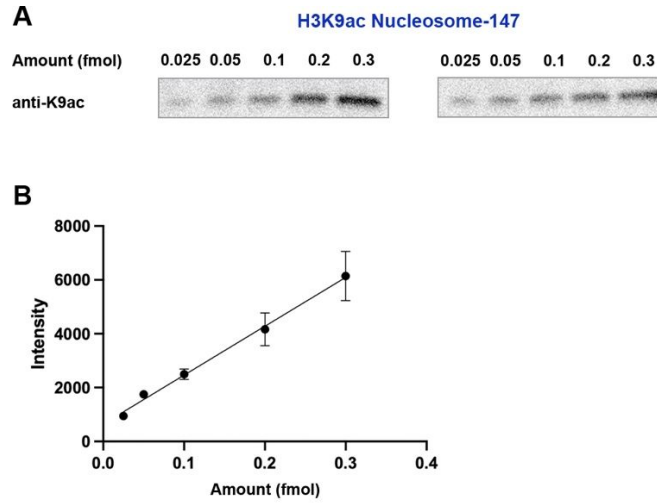 A
H3K9ac Nucleosome-147
Amount (fmol) 0.025 0.05 0.1 0.2 0.3 0.025 0.05 0.1 0.2 0.3
anti-K9ac
B
8000
6000
4000
2000
0
Intensity
0.0 0.1 0.2 0.3 0.4
Amount (fmol)